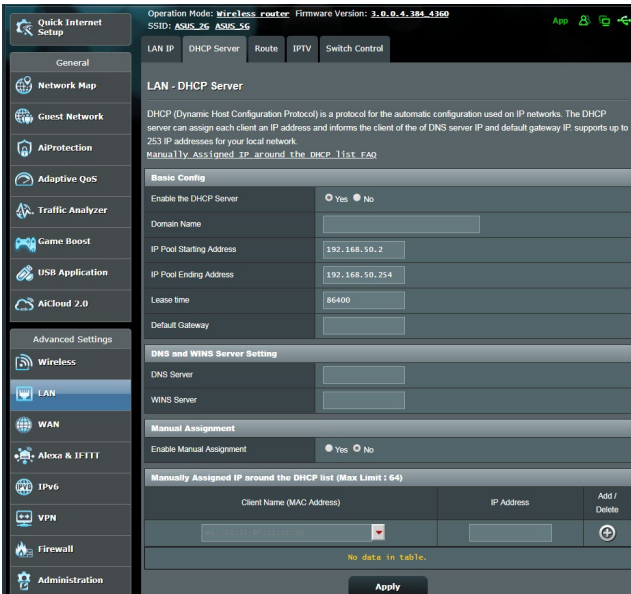 Operation Mode: Wireless router Firmware Version: 3.0.0.4.384_4360
SSID: ASUS_2G ASUS_5G
App
Quick Internet Setup
General
Network Map
Guest Network
AiProtection
Adaptive QoS
Traffic Analyzer
Game Boost
USB Application
AiCloud 2.0
Advanced Settings
Wireless
LAN
WAN
Alexa & IFTTT
IPv6
VPN
Firewall
Administration
LAN IP DHCP Server Route IPTV Switch Control
LAN - DHCP Server
DHCP (Dynamic Host Configuration Protocol) is a protocol for the automatic configuration used on IP networks. The DHCP
server can assign each client an IP address and informs the client of the of DNS server IP and default gateway IP. supports up to
253 IP addresses for your local network.
Manually Assigned IP around the DHCP list FAQ
Basic Config
Enable the DHCP Server Yes No
Domain Name
IP Pool Starting Address 192.168.50.2
IP Pool Ending Address 192.168.50.254
Lease time 86400
Default Gateway
DNS and WINS Server Setting
DNS Server
WINS Server
Manual Assignment
Enable Manual Assignment Yes No
Manually Assigned IP around the DHCP list (Max Limit : 64)
Client Name (MAC Address) IP Address Add / Delete
No data in table.
Apply